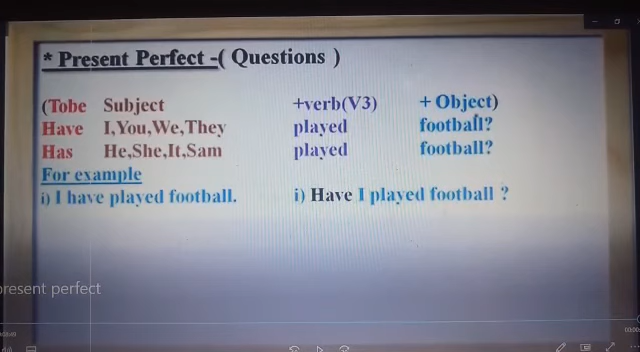 * Present Perfect -( Questions )
(Tobe Subject +verb(V3) + Object)
Have I,You,We,They played football?
Has He,She,It,Sam played football?
For example
i) I have played football. i) Have I played football ?
present perfect